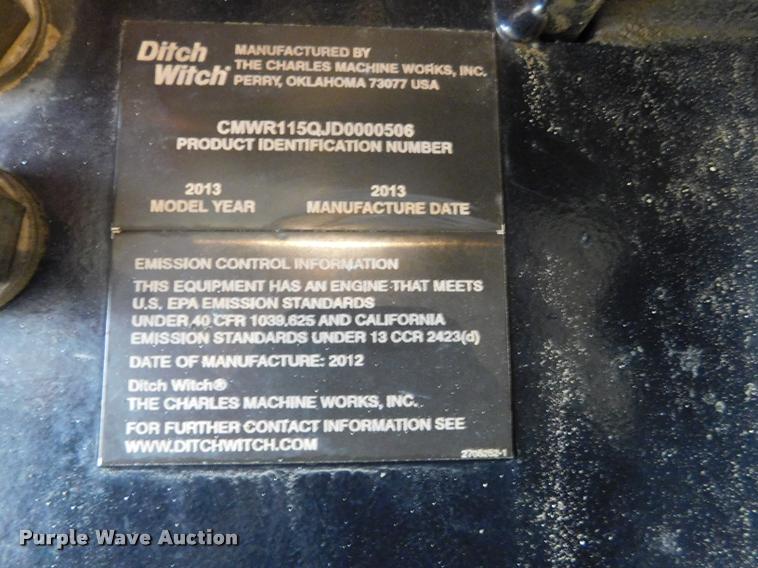 Ditch Witch®
MANUFACTURED BY
THE CHARLES MACHINE WORKS, INC.
PERRY, OKLAHOMA 73077 USA
CMWR115QJD0000506
PRODUCT IDENTIFICATION NUMBER
2013 2013
MODEL YEAR MANUFACTURE DATE
EMISSION CONTROL INFORMATION
THIS EQUIPMENT HAS AN ENGINE THAT MEETS
U.S. EPA EMISSION STANDARDS
UNDER 40 CFR 1039.625 AND CALIFORNIA
EMISSION STANDARDS UNDER 13 CCR 2423(d)
DATE OF MANUFACTURE: 2012
Ditch Witch®
THE CHARLES MACHINE WORKS, INC.
FOR FURTHER CONTACT INFORMATION SEE
WWW.DITCHWITCH.COM
Purple Wave Auction